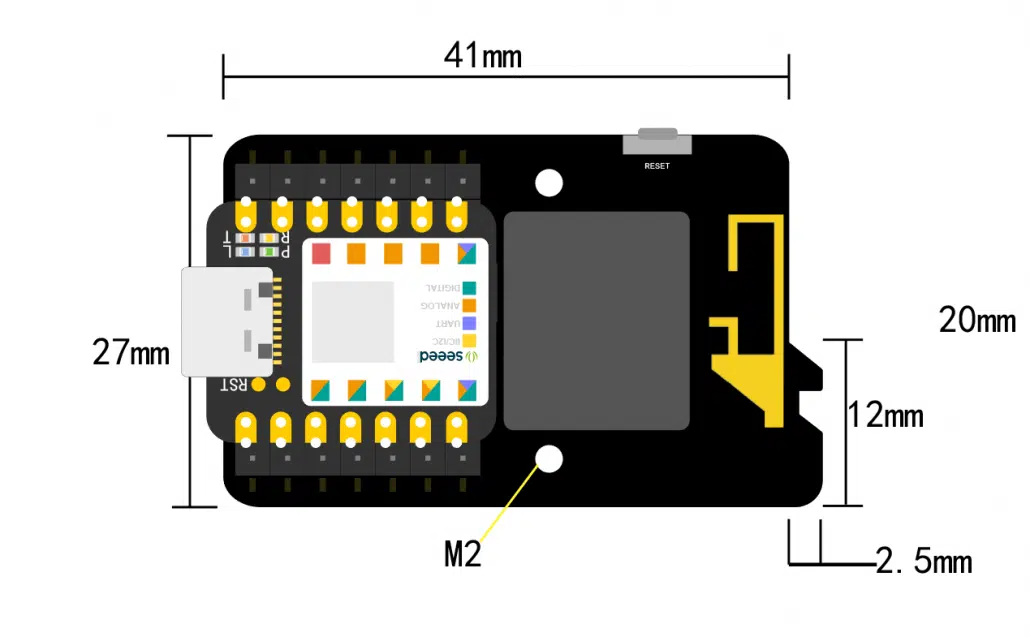 41mm
RESET
T R
L P
DIGITAL
ANALOG
UART
IIC/I2C
seeed
RST
27mm
20mm
12mm
M2
2.5mm